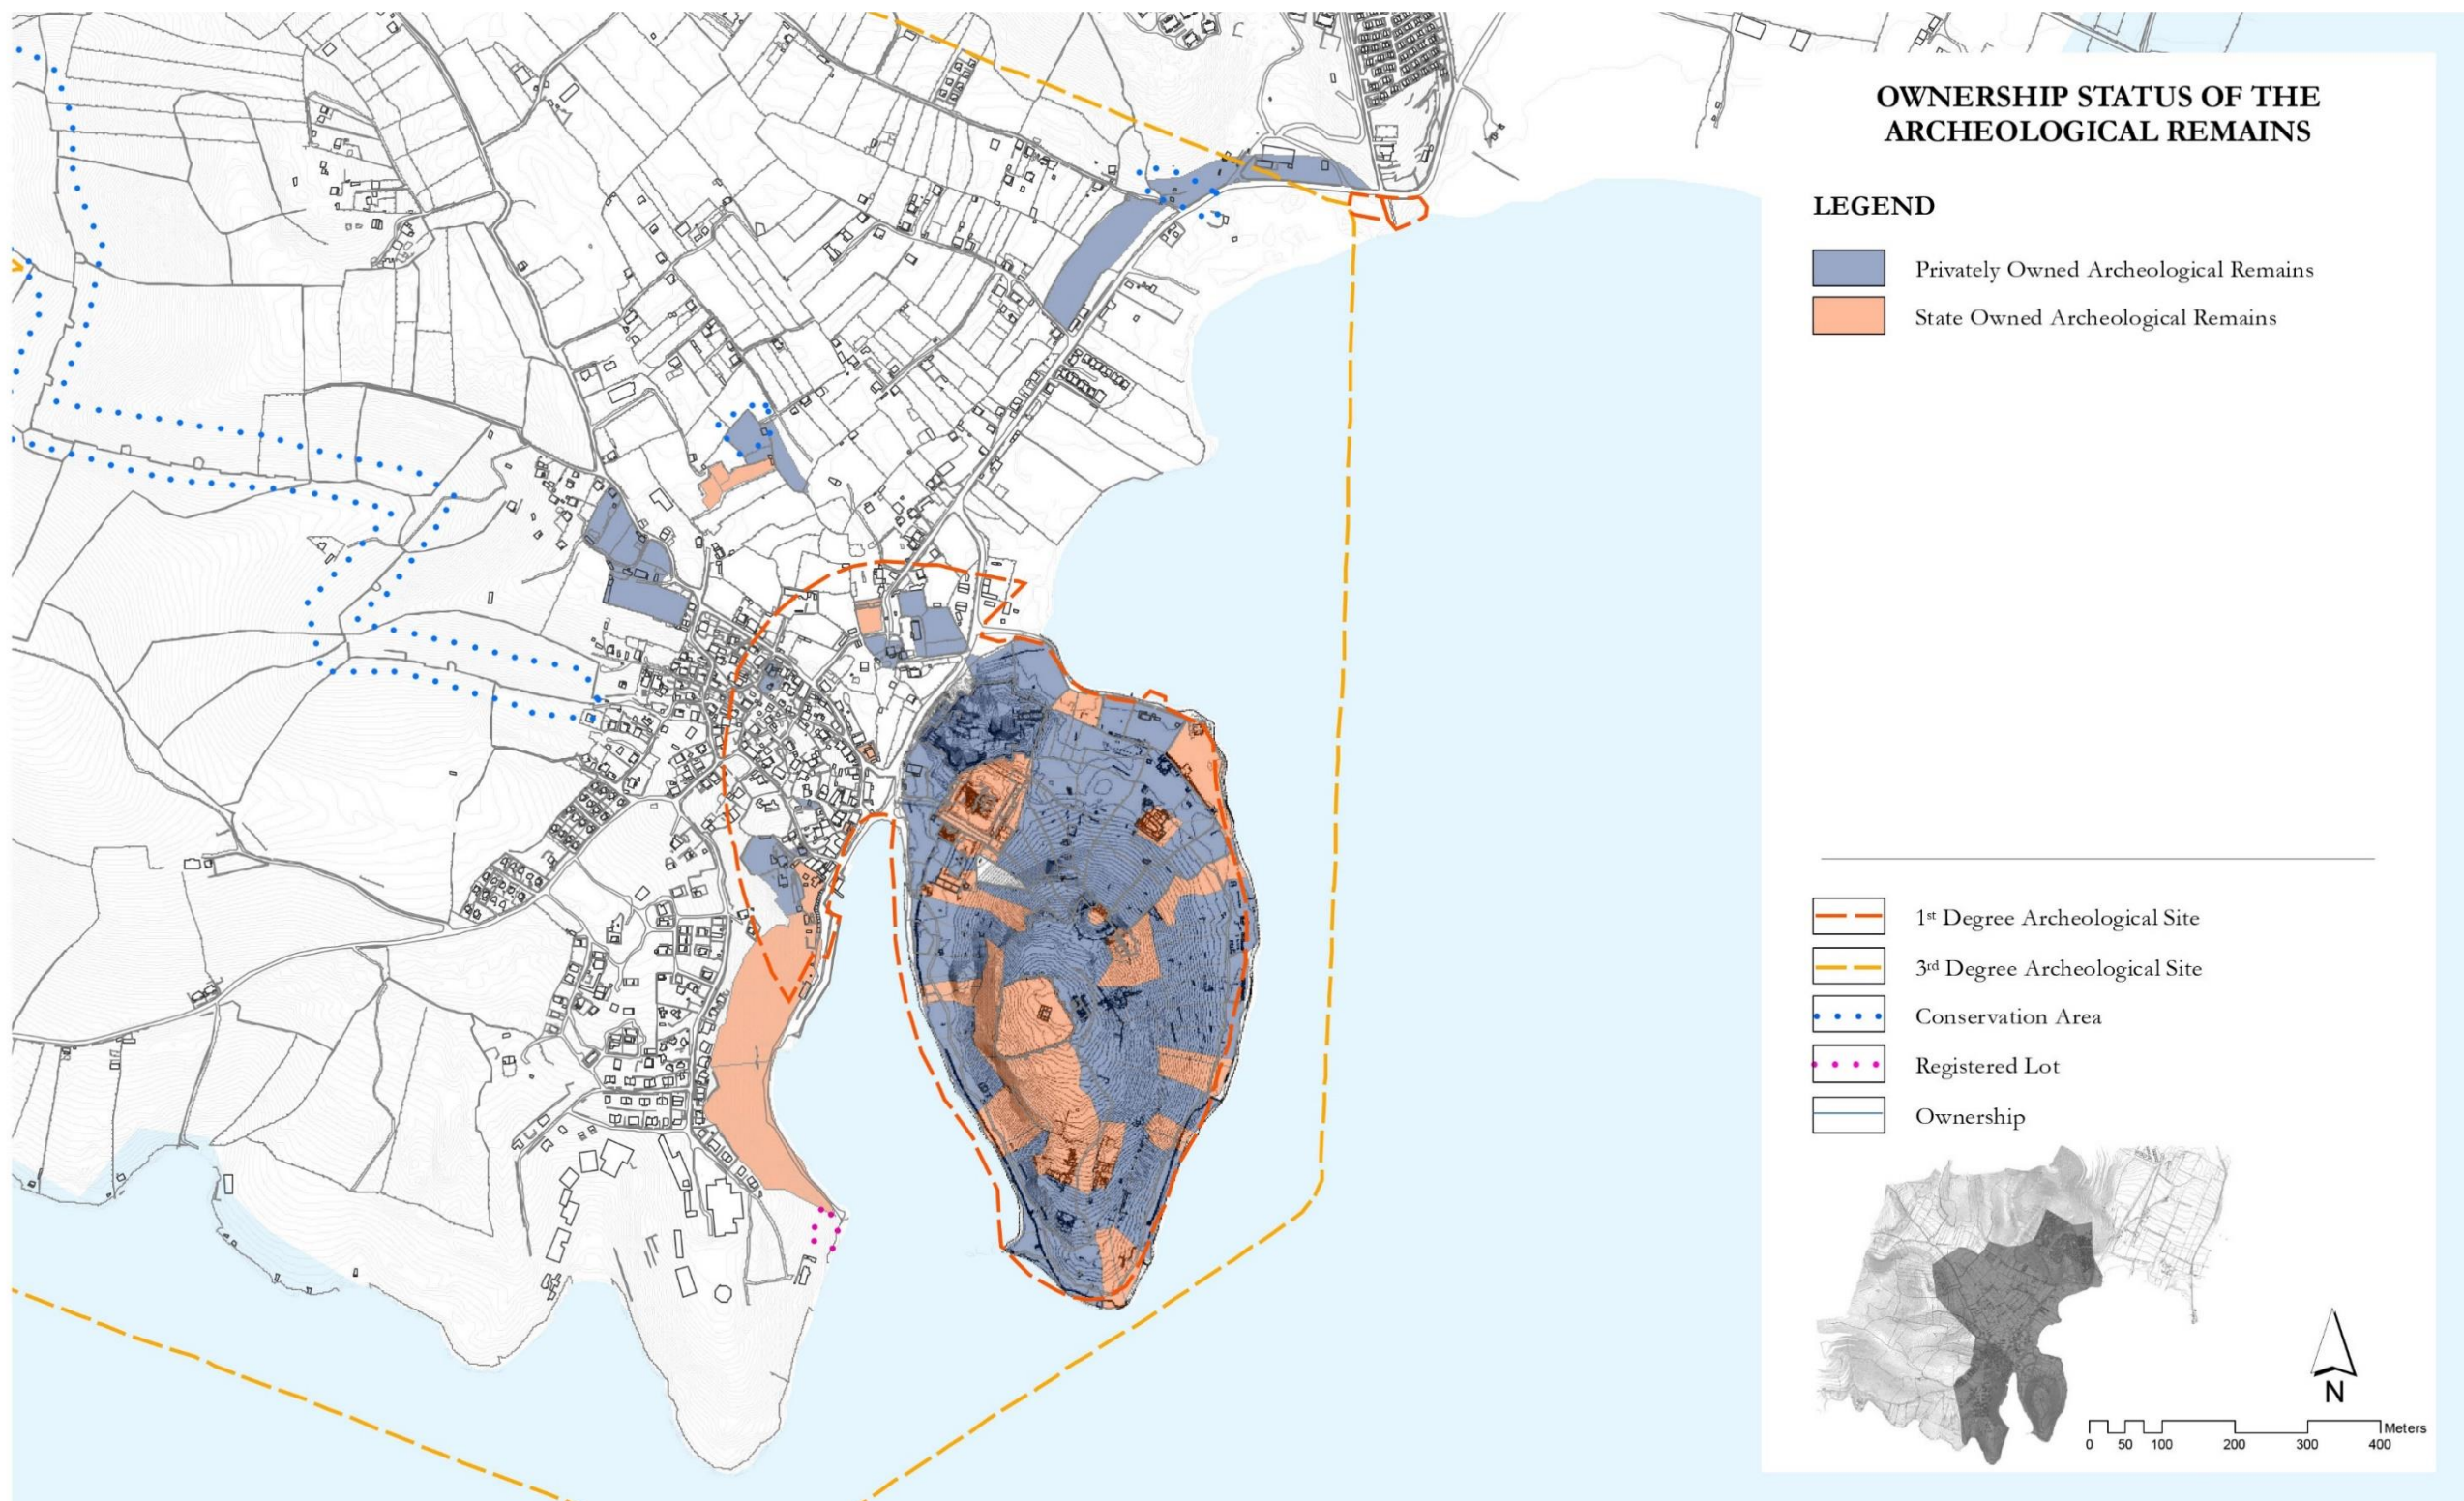 OWNERSHIP STATUS OF THE
ARCHEOLOGICAL REMAINS
LEGEND
Privately Owned Archeological Remains
State Owned Archeological Remains
1st Degree Archeological Site
3rd Degree Archeological Site
Conservation Area
Registered Lot
Ownership
N
Meters
0 50 100 200 300 400